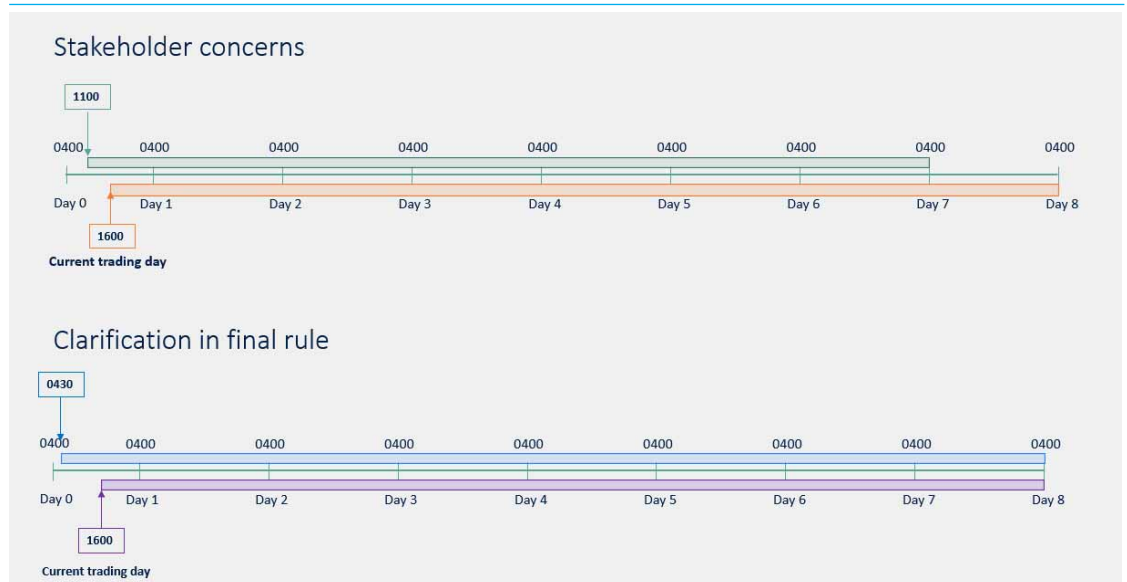 Stakeholder concerns
1100
0400 0400 0400 0400 0400 0400 0400 0400 0400
Day 0 Day 1 Day 2 Day 3 Day 4 Day 5 Day 6 Day 7 Day 8
1600
Current trading day
Clarification in final rule
0430
0400 0400 0400 0400 0400 0400 0400 0400 0400
Day 0 Day 1 Day 2 Day 3 Day 4 Day 5 Day 6 Day 7 Day 8
1600
Current trading day